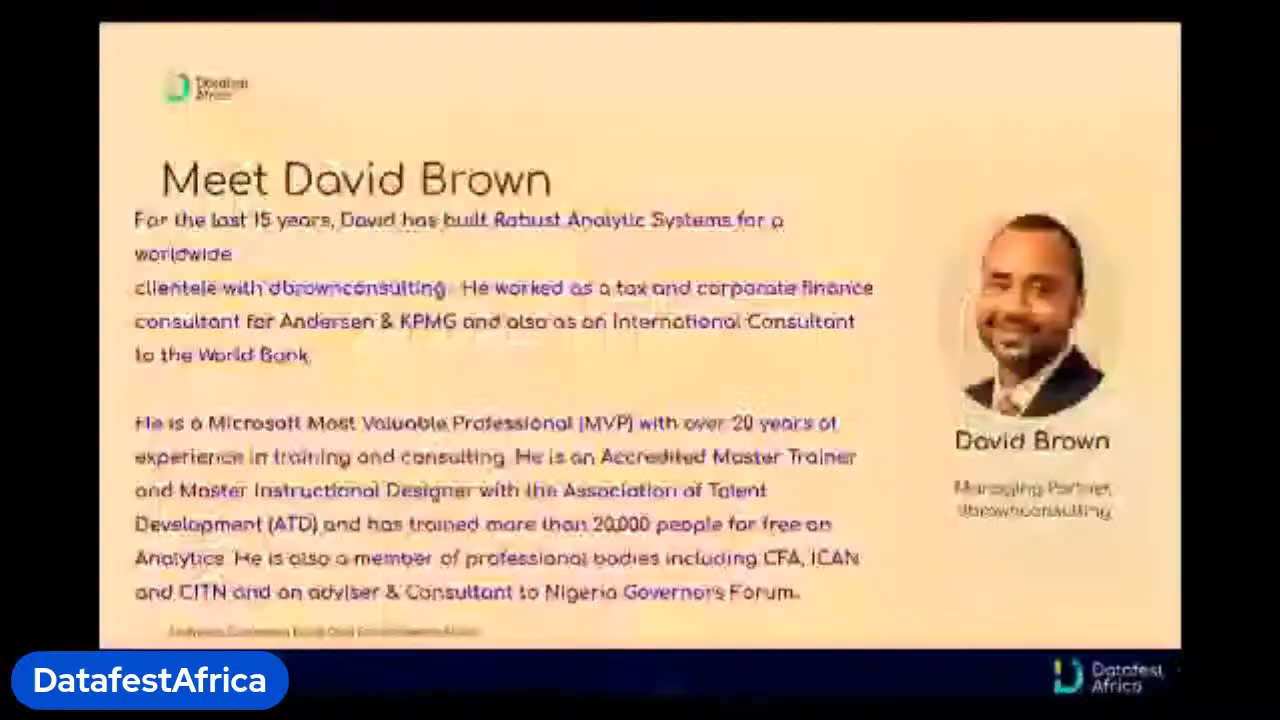 Datafest
Africa
Meet David Brown
For the last 15 years, David has built Robust Analytic Systems for a
worldwide
clientele with dbrownconsulting. He worked as a tax and corporate finance
consultant for Andersen & KPMG and also as an International Consultant
to the World Bank.
He is a Microsoft Most Valuable Professional (MVP) with over 20 years of
experience in training and consulting. He is an Accredited Master Trainer
and Master Instructional Designer with the Association of Talent
Development (ATD) and has trained more than 20,000 people for free on
Analytics. He is also a member of professional bodies including CFA, ICAN
and CITN and an adviser & Consultant to Nigeria Governors Forum.
David Brown
Managing Partner,
dbrownconsulting
DatafestAfrica
Datafest
Africa